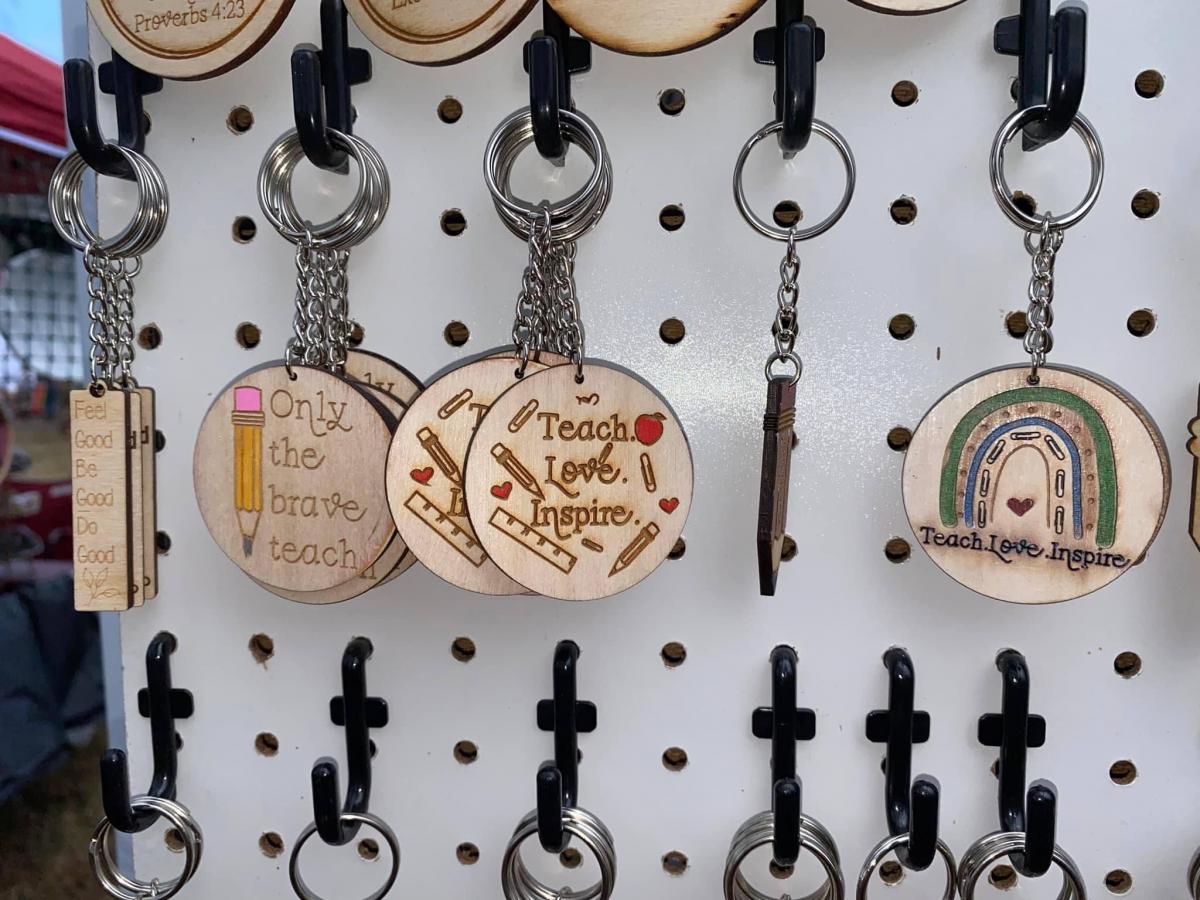 Proverbs 4:23
Feel
Good
Be
Good
Do
Good
Only
the
brave
teach
Teach.
Love.
Inspire.
Teach.Love.Inspire.